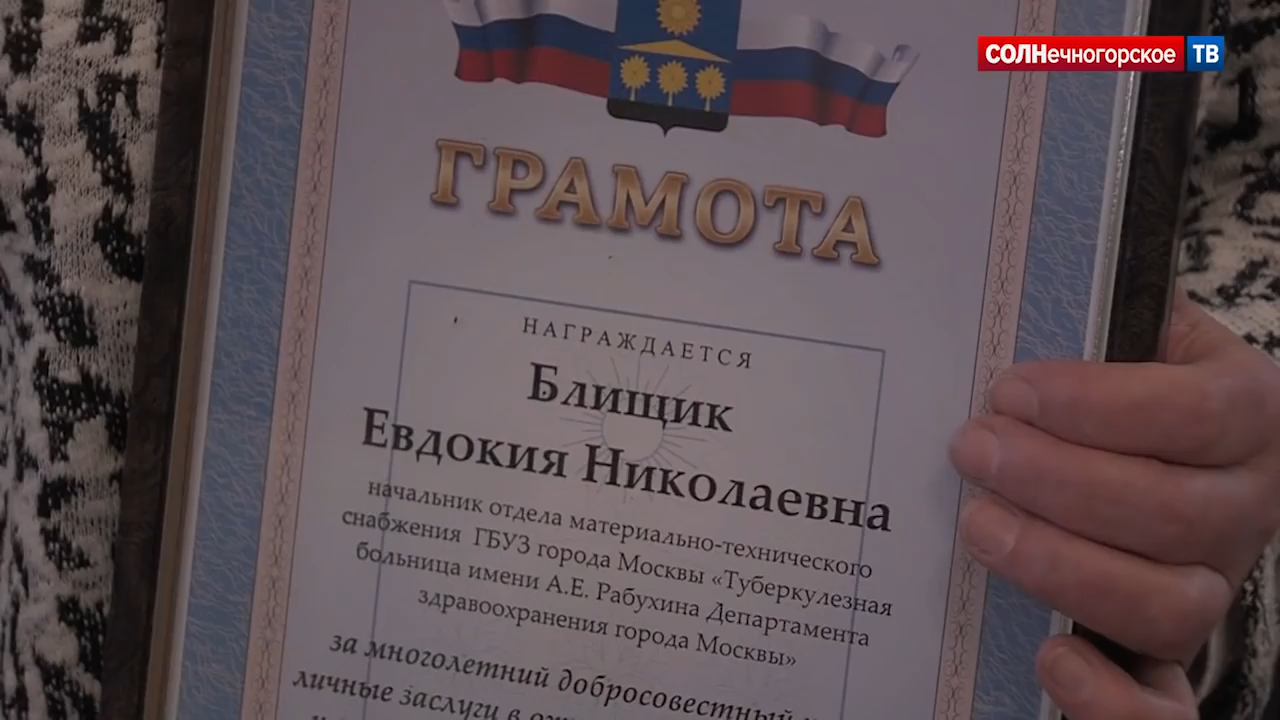 СОЛНечногорское ТВ
ГРАМОТА
НАГРАЖДАЕТСЯ
Блищик
Евдокия Николаевна
начальник отдела материально-технического
снабжения ГБУЗ города Москвы «Туберкулезная
больница имени А.Е. Рабухина Департамента
здравоохранения города Москвы»
за многолетний добросовестный
личные заслуги в